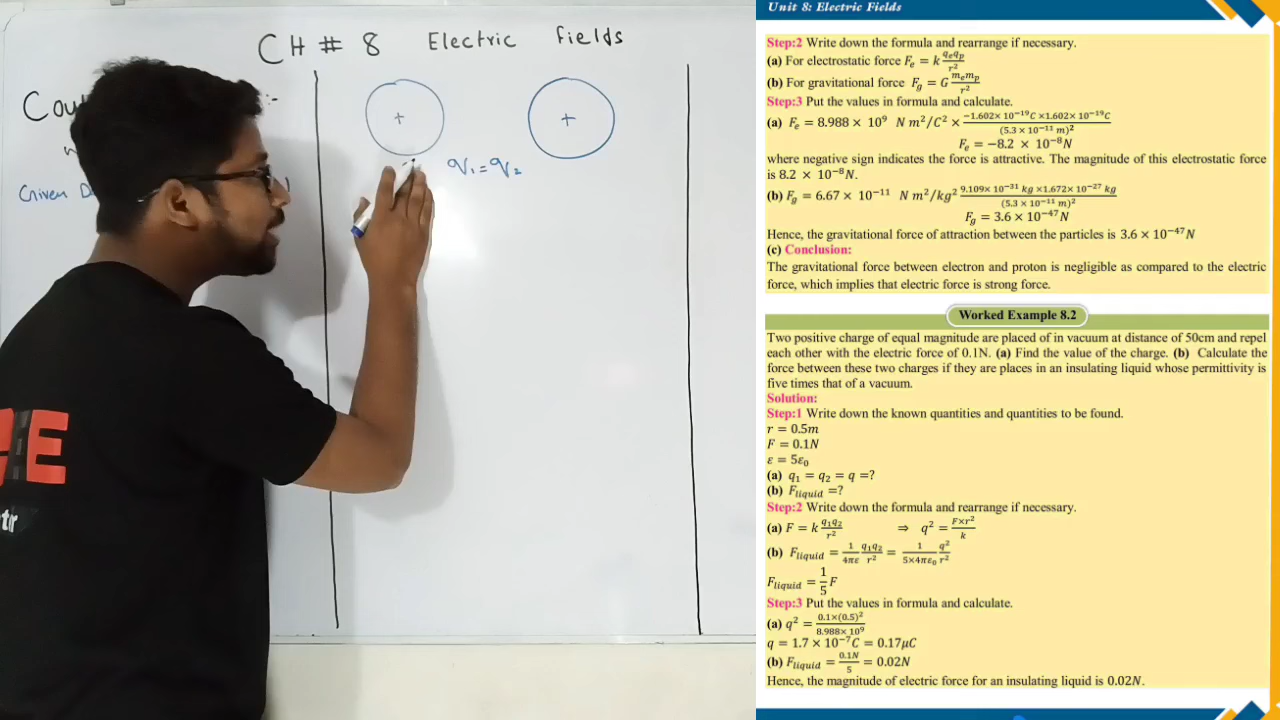 CH # 8 Electric Fields
Given
+ +
q₁ = q₂
Unit 8: Electric Fields
Step:2 Write down the formula and rearrange if necessary.
(a) For electrostatic force Fₑ = k qₑqₚ/r²
(b) For gravitational force F_g = G mₑmₚ/r²
Step:3 Put the values in formula and calculate.
(a) Fₑ = 8.988 × 10⁹ N m²/C² × −1.602× 10⁻¹⁹C ×1.602× 10⁻¹⁹C/(5.3 × 10⁻¹¹ m)²
Fₑ = −8.2 × 10⁻⁸N
where negative sign indicates the force is attractive. The magnitude of this electrostatic force
is 8.2 × 10⁻⁸N.
(b) F_g = 6.67 × 10⁻¹¹ N m²/kg² 9.109× 10⁻³¹ kg ×1.672× 10⁻²⁷ kg/(5.3 × 10⁻¹¹ m)²
F_g = 3.6 × 10⁻⁴⁷N
Hence, the gravitational force of attraction between the particles is 3.6 × 10⁻⁴⁷N
(c) Conclusion:
The gravitational force between electron and proton is negligible as compared to the electric
force, which implies that electric force is strong force.
Worked Example 8.2
Two positive charge of equal magnitude are placed of in vacuum at distance of 50cm and repel
each other with the electric force of 0.1N. (a) Find the value of the charge. (b) Calculate the
force between these two charges if they are places in an insulating liquid whose permittivity is
five times that of a vacuum.
Solution:
Step:1 Write down the known quantities and quantities to be found.
r = 0.5m
F = 0.1N
ε = 5ε₀
(a) q₁ = q₂ = q =?
(b) F_liquid =?
Step:2 Write down the formula and rearrange if necessary.
(a) F = k q₁q₂/r² ⇒ q² = F×r²/k
(b) F_liquid = 1/4πε q₁q₂/r² = 1/5×4πε₀ q²/r²
F_liquid = 1/5 F
Step:3 Put the values in formula and calculate.
(a) q² = 0.1×(0.5)²/8.988× 10⁹
q = 1.7 × 10⁻⁷C = 0.17μC
(b) F_liquid = 0.1N/5 = 0.02N
Hence, the magnitude of electric force for an insulating liquid is 0.02N.